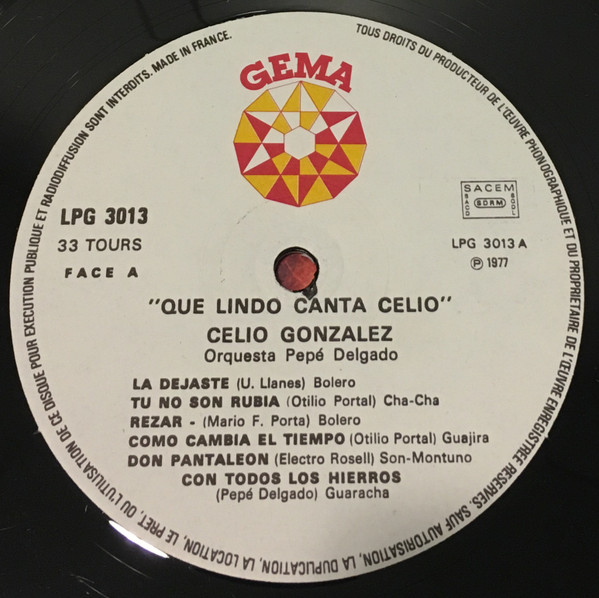 GEMA
TOUS DROITS DU PRODUCTEUR DE L'ŒUVRE PHONOGRAPHIQUE ET DU PROPRIETAIRE DE L'ŒUVRE ENREGISTREE RESERVES. SAUF AUTORISATION, LA DUPLICATION, LA LOCATION, LE PRET, OU L'UTILISATION DE CE DISQUE POUR EXECUTION PUBLIQUE ET RADIODIFFUSION SONT INTERDITS. MADE IN FRANCE.
SACEM
SACD SDRM SGDL
LPG 3013
33 TOURS
FACE A
LPG 3013 A
Ⓟ 1977
"QUE LINDO CANTA CELIO"
CELIO GONZALEZ
Orquesta Pepé Delgado
LA DEJASTE (U. Llanes) Bolero
TU NO SON RUBIA (Otilio Portal) Cha-Cha
REZAR - (Mario F. Porta) Bolero
COMO CAMBIA EL TIEMPO (Otilio Portal) Guajira
DON PANTALEON (Electro Rosell) Son-Montuno
CON TODOS LOS HIERROS
(Pepé Delgado) Guaracha